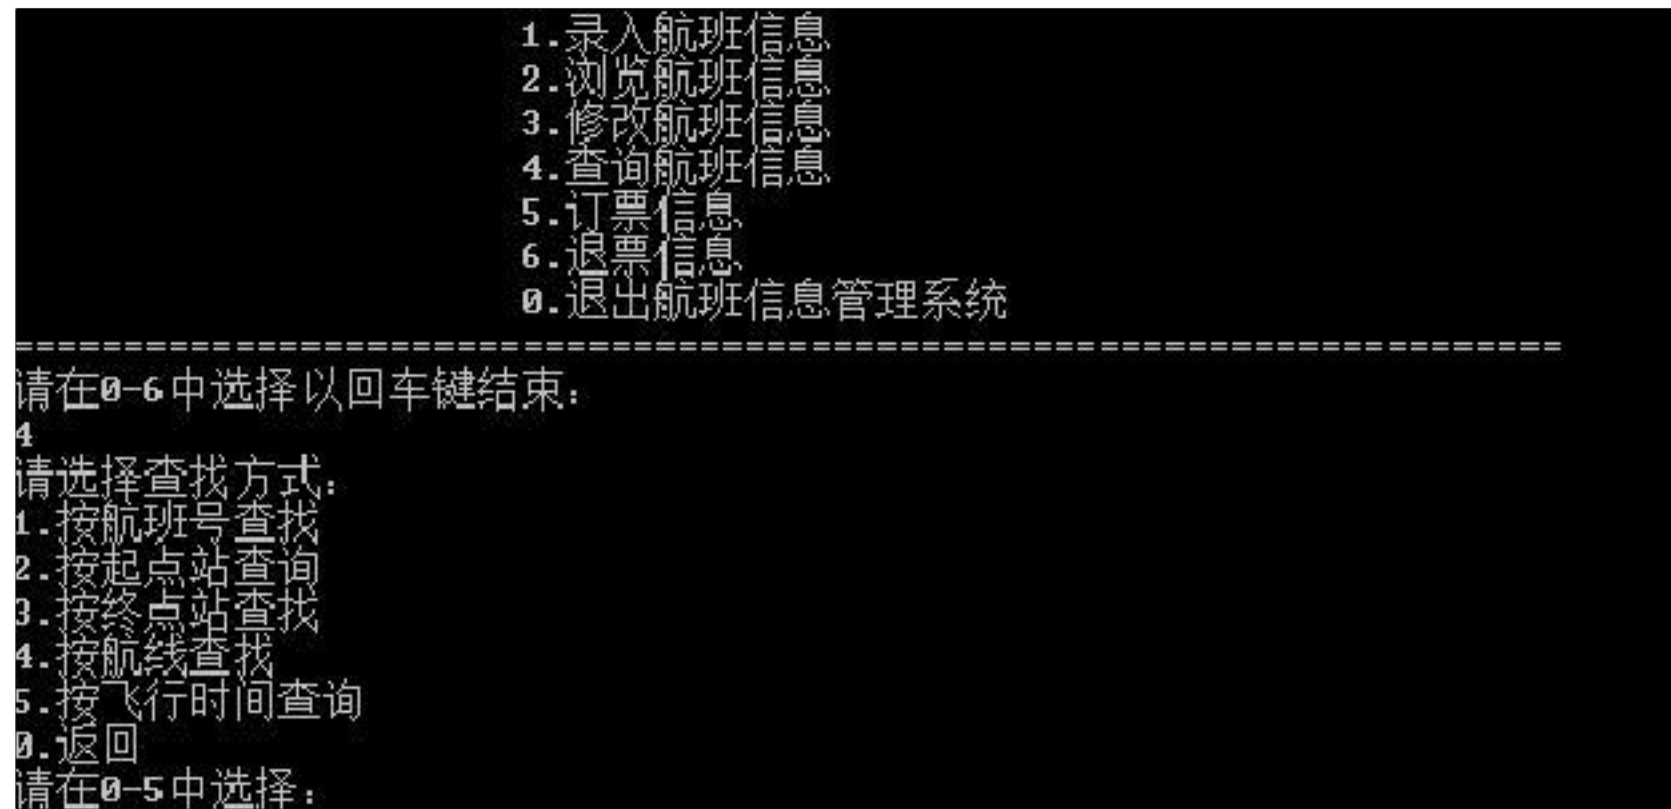 1.录入航班信息
2.浏览航班信息
3.修改航班信息
4.查询航班信息
5.订票信息
6.退票信息
0.退出航班信息管理系统
=======================================================================
请在0-6中选择以回车键结束：
4
请选择查找方式：
1.按航班号查找
2.按起点站查询
3.按终点站查找
4.按航线查找
5.按飞行时间查询
0.返回
请在0-5中选择：